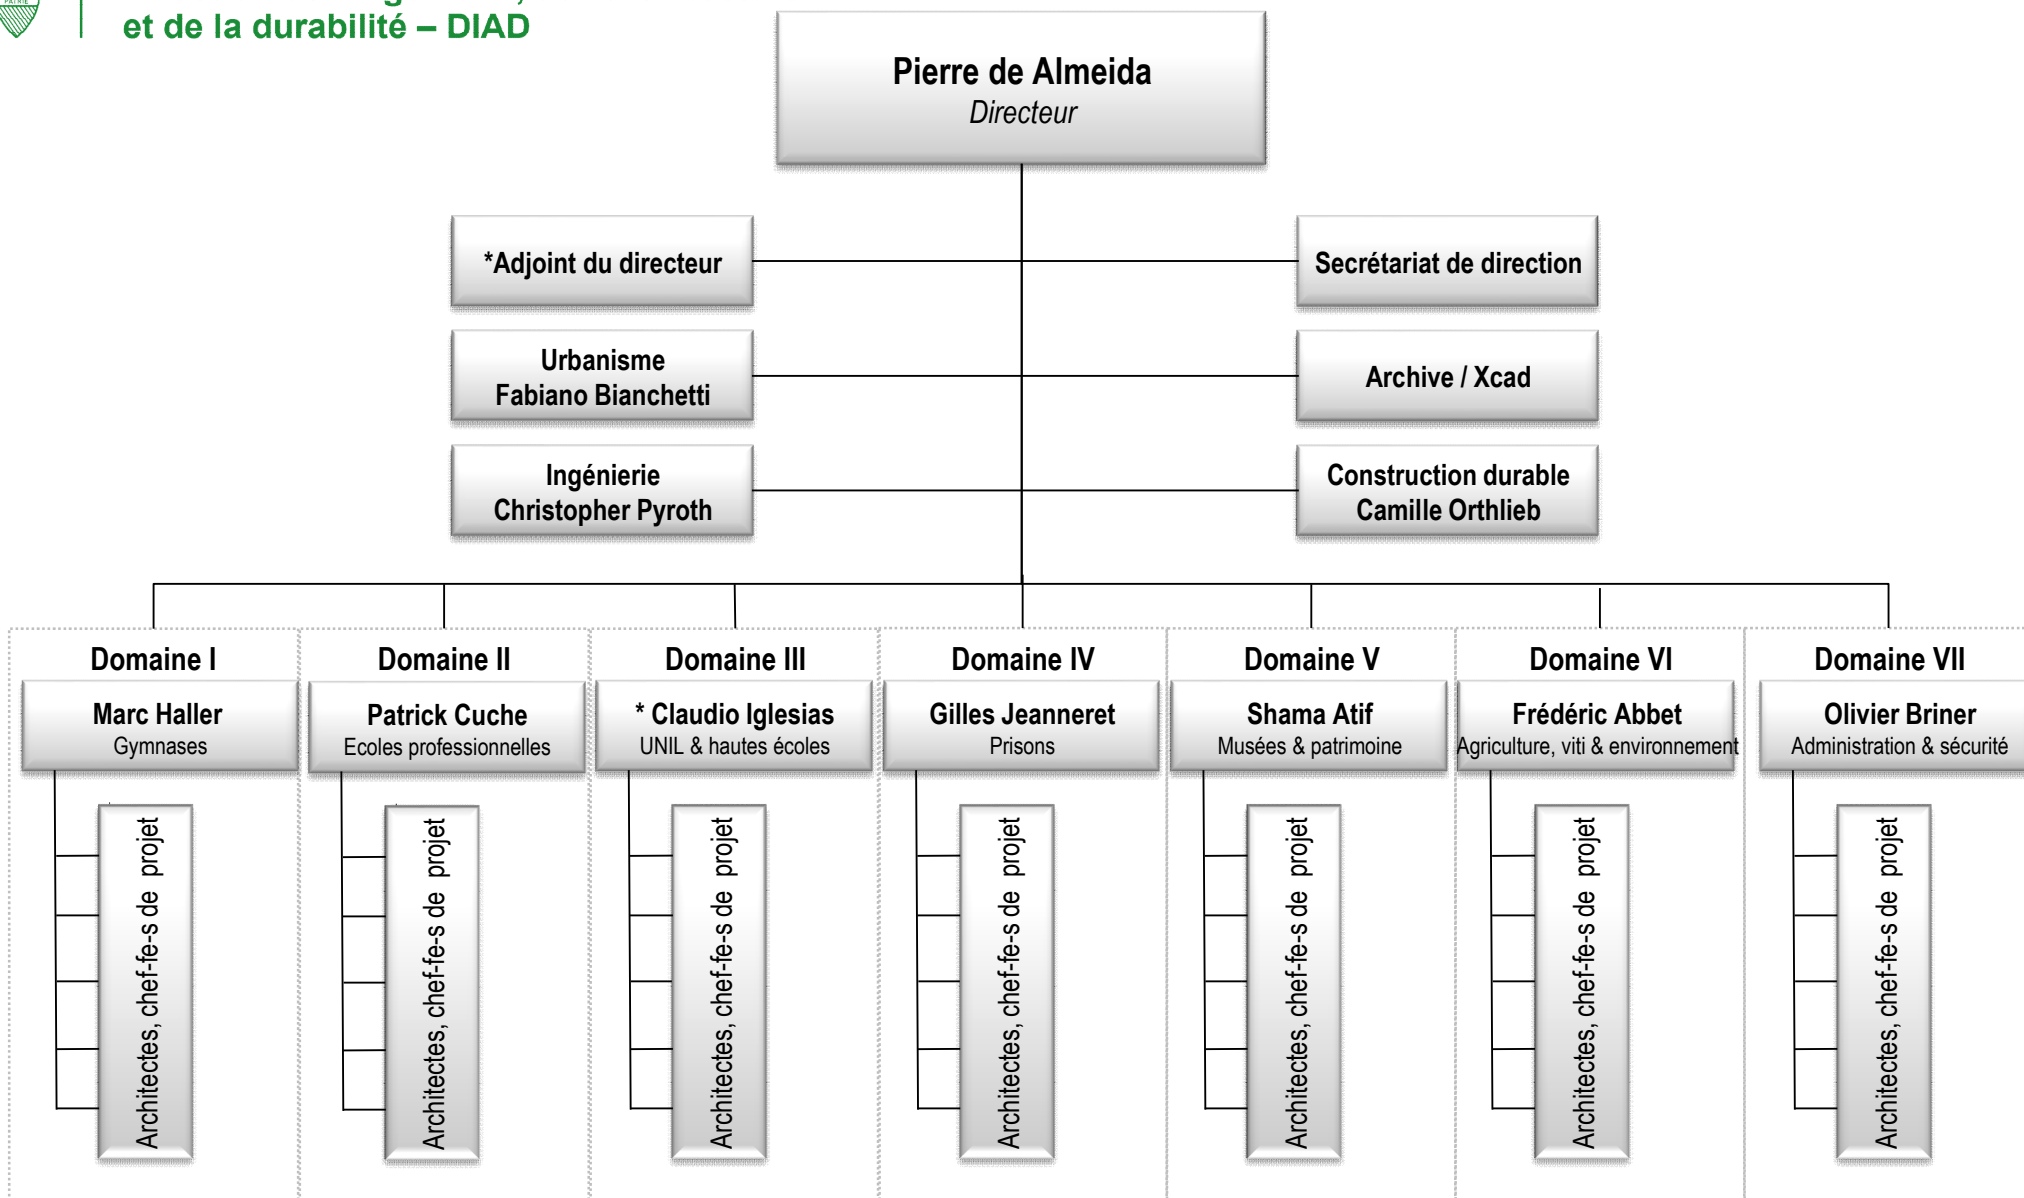 PATRIE
et de la durabilité – DIAD
Pierre de Almeida
Directeur
*Adjoint du directeur
Secrétariat de direction
Urbanisme
Fabiano Bianchetti
Archive / Xcad
Ingénierie
Christopher Pyroth
Construction durable
Camille Orthlieb
Domaine I
Marc Haller
Gymnases
Architectes, chef-fe-s de projet
Domaine II
Patrick Cuche
Ecoles professionnelles
Architectes, chef-fe-s de projet
Domaine III
* Claudio Iglesias
UNIL & hautes écoles
Architectes, chef-fe-s de projet
Domaine IV
Gilles Jeanneret
Prisons
Architectes, chef-fe-s de projet
Domaine V
Shama Atif
Musées & patrimoine
Architectes, chef-fe-s de projet
Domaine VI
Frédéric Abbet
Agriculture, viti & environnement
Architectes, chef-fe-s de projet
Domaine VII
Olivier Briner
Administration & sécurité
Architectes, chef-fe-s de projet